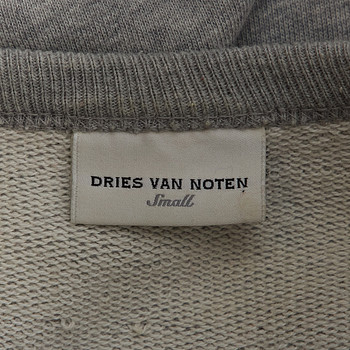 DRIES VAN NOTEN
Small